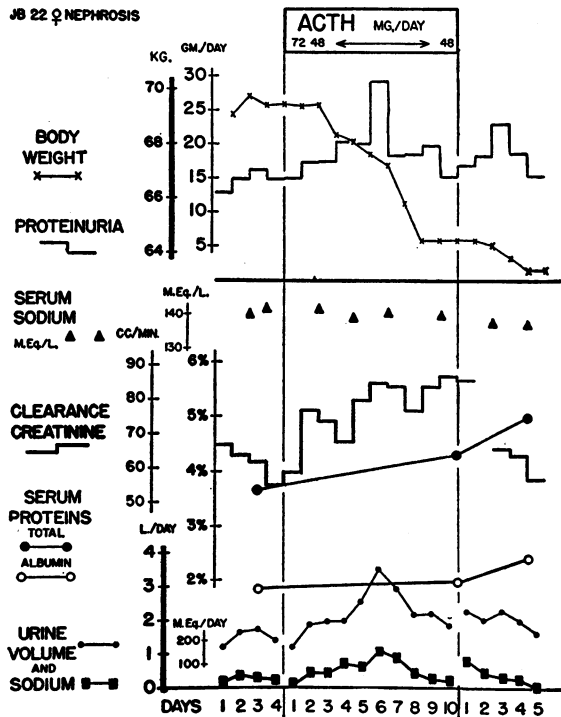 JB 22 ♀ NEPHROSIS
ACTH MG./DAY
72 48 48
KG. GM./DAY
70 30
25
68 20
BODY
WEIGHT
15
66
10
PROTEINURIA
64 5
SERUM
SODIUM
M.Eq./L.
M.Eq./L.
140
130
CC/MIN.
90 6%
80 5%
70
CLEARANCE
CREATININE
60 4%
50
SERUM
PROTEINS
TOTAL
ALBUMIN
3%
2%
L./DAY
4
3
2
1
0
M.Eq/DAY
200
100
URINE
VOLUME
AND
SODIUM
DAYS 1 2 3 4 1 2 3 4 5 6 7 8 9 10 1 2 3 4 5